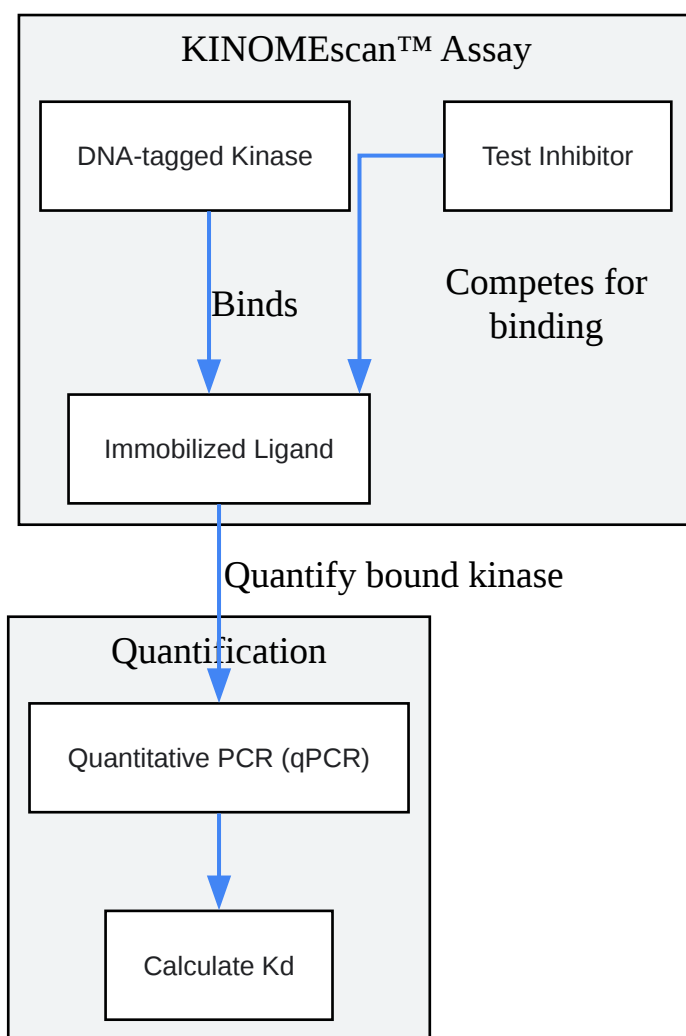 KINOMEscan™ Assay
DNA-tagged Kinase
Test Inhibitor
Binds
Competes for
binding
Immobilized Ligand
Quantify bound kinase
Quantification
Quantitative PCR (qPCR)
Calculate Kd